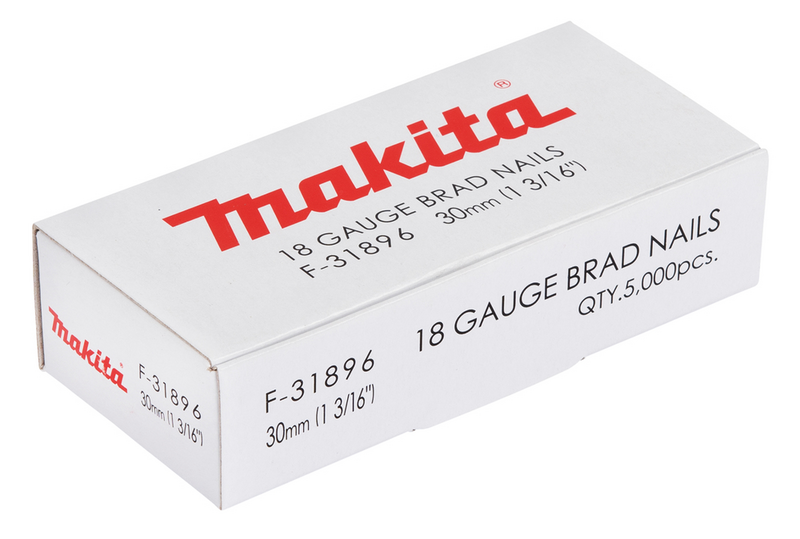 makita®
18 GAUGE BRAD NAILS
F-31896 30mm (1 3/16")
makita
F-31896
30mm (1 3/16")
F-31896
30mm (1 3/16")
18 GAUGE BRAD NAILS
QTY.5,000pcs.